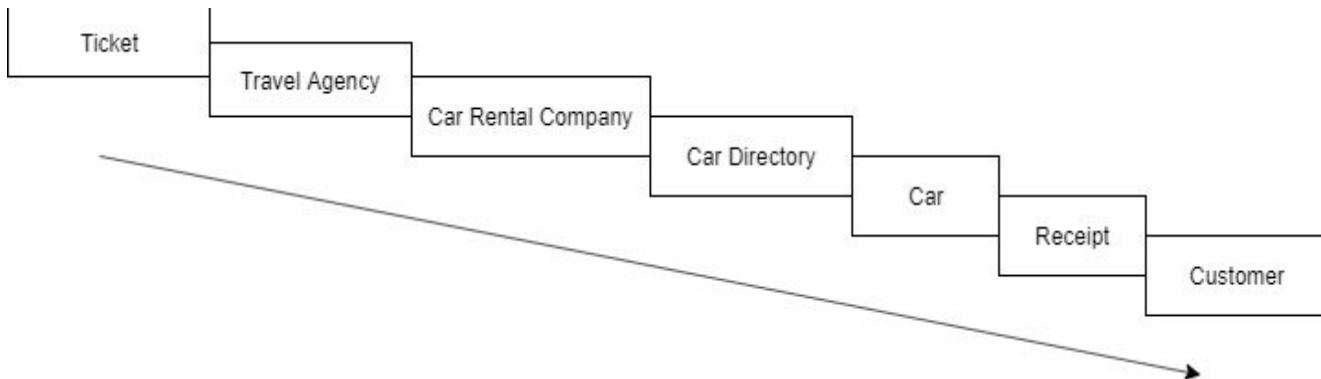 Ticket
Travel Agency
Car Rental Company
Car Directory
Car
Receipt
Customer